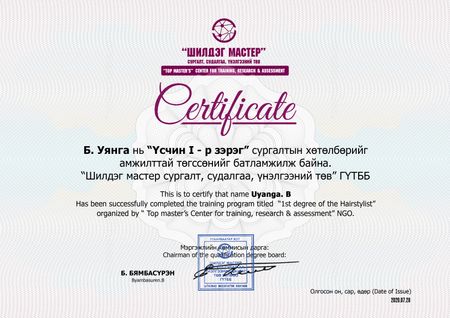 “ШИЛДЭГ МАСТЕР”
СУРГАЛТ, СУДАЛГАА, ҮНЭЛГЭЭНИЙ ТӨВ
“TOP MASTER’S” CENTER FOR TRAINING, RESEARCH & ASSESSMENT
Certificate
Б. Уянга нь “Үсчин I - р зэрэг” сургалтын хөтөлбөрийг
амжилттай төгссөнийг батламжилж байна.
“Шилдэг мастер сургалт, судалгаа, үнэлгээний төв” ГҮТББ
This is to certify that name Uyanga. B
Has been successfully completed the training program titled “1st degree of the Hairstylist”
organized by “ Top master’s Center for training, research & assessment” NGO.
Мэргэжлийн комиссын дарга:
Chairman of the qualification degree board:
Б. БЯМБАСҮРЭН
Byambasuren.B
Олгосон он, сар, өдөр (Date of Issue)
2020.07.20